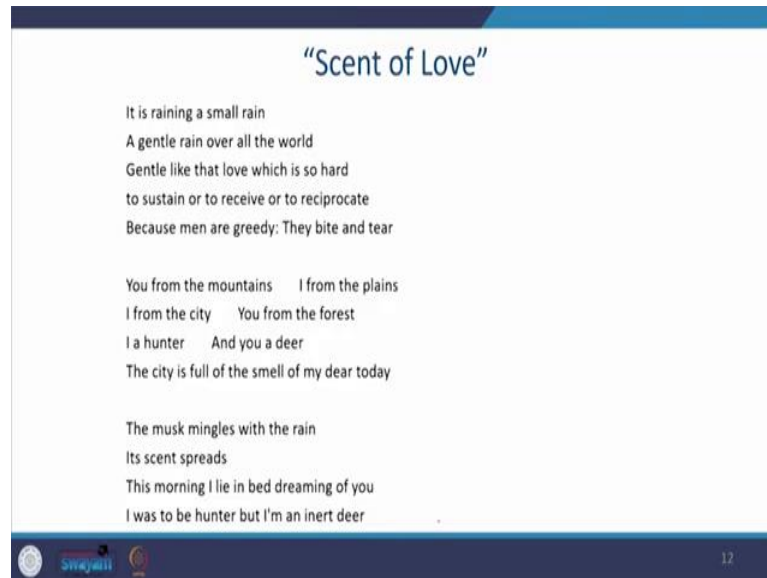 “Scent of Love”
It is raining a small rain
A gentle rain over all the world
Gentle like that love which is so hard
to sustain or to receive or to reciprocate
Because men are greedy: They bite and tear
You from the mountains I from the plains
I from the city You from the forest
I a hunter And you a deer
The city is full of the smell of my dear today
The musk mingles with the rain
Its scent spreads
This morning I lie in bed dreaming of you
I was to be hunter but I'm an inert deer
swayam
12